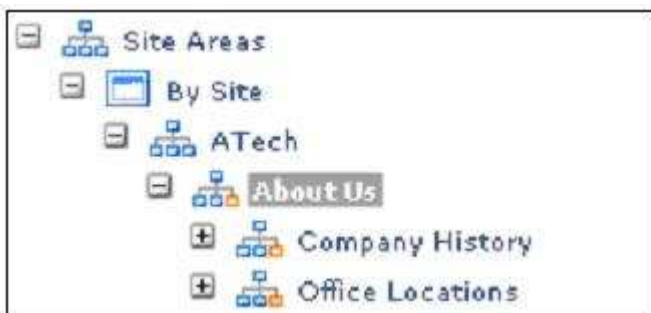 Site Areas
By Site
ATech
About Us
Company History
Office Locations